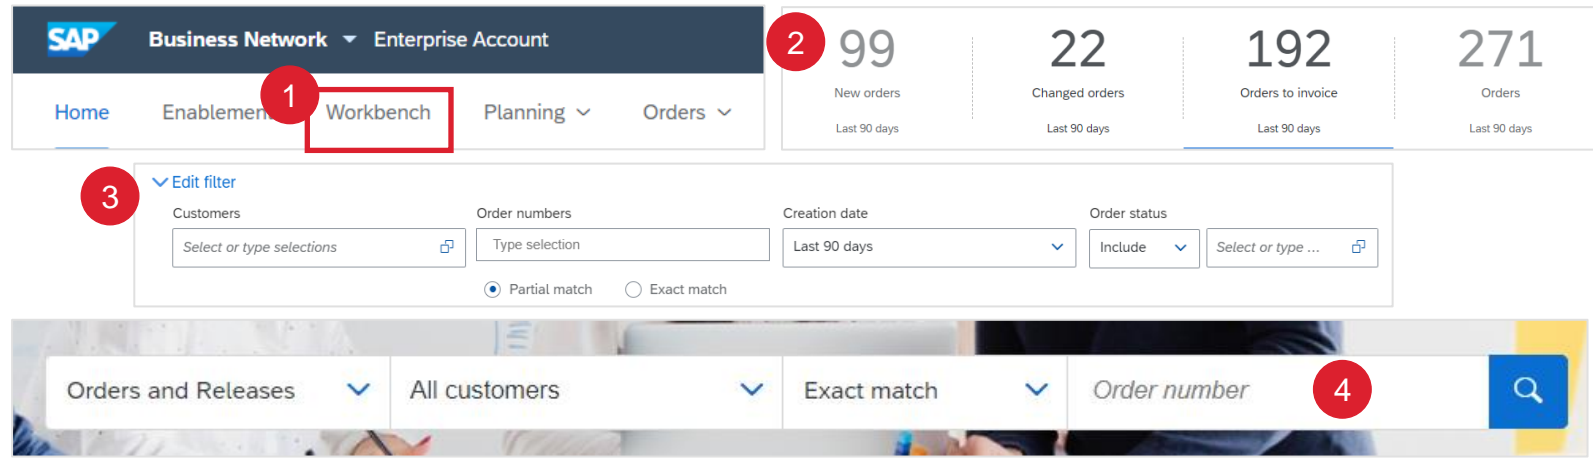 SAP Business Network Enterprise Account
1
Home Enablement Workbench Planning Orders
2
99 22 192 271
New orders Changed orders Orders to invoice Orders
Last 90 days Last 90 days Last 90 days Last 90 days
3
Edit filter
Customers Order numbers Creation date Order status
Select or type selections Type selection Last 90 days Include Select or type ...
Partial match Exact match
Orders and Releases All customers Exact match Order number 4